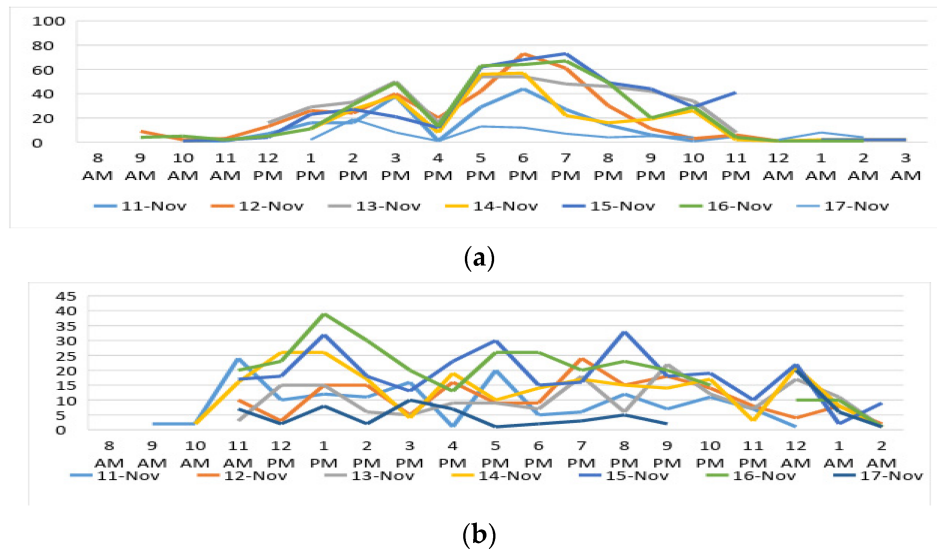 100
80
60
40
20
0
8 9 10 11 12 1 2 3 4 5 6 7 8 9 10 11 12 1 2 3
AM AM AM AM PM PM PM PM PM PM PM PM PM PM PM PM AM AM AM AM
11-Nov 12-Nov 13-Nov 14-Nov 15-Nov 16-Nov 17-Nov
(a)
45
40
35
30
25
20
15
10
5
0
8 9 10 11 12 1 2 3 4 5 6 7 8 9 10 11 12 1 2
AM AM AM AM PM PM PM PM PM PM PM PM PM PM PM PM AM AM AM
11-Nov 12-Nov 13-Nov 14-Nov 15-Nov 16-Nov 17-Nov
(b)